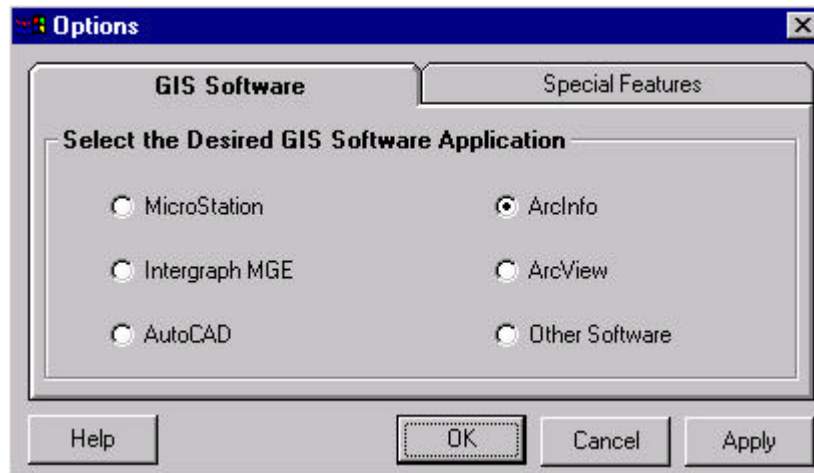 Options
GIS Software
Special Features
Select the Desired GIS Software Application
MicroStation
ArcInfo
Intergraph MGE
ArcView
AutoCAD
Other Software
Help
OK
Cancel
Apply